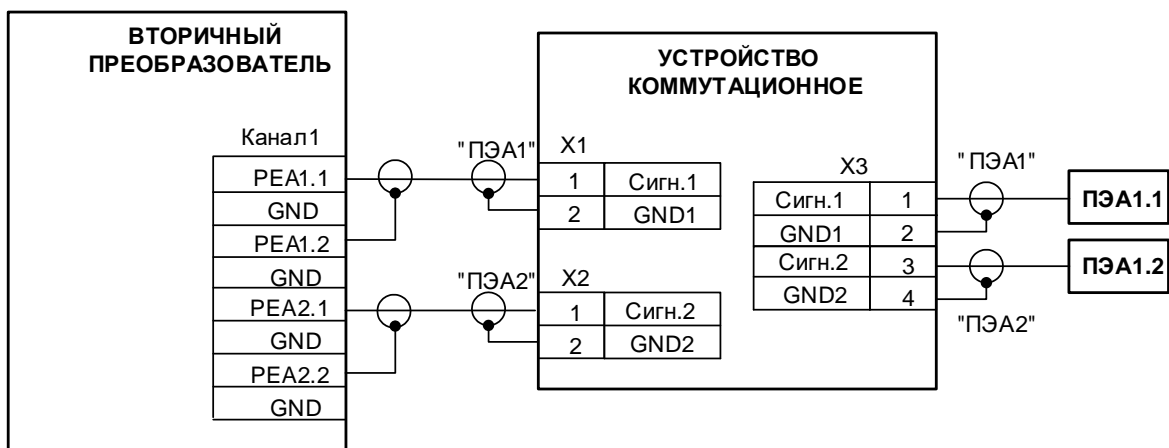 ВТОРИЧНЫЙ
ПРЕОБРАЗОВАТЕЛЬ
Канал1
PEA1.1
GND
PEA1.2
GND
PEA2.1
GND
PEA2.2
GND
"ПЭА1"
"ПЭА2"
УСТРОЙСТВО
КОММУТАЦИОННОЕ
X1
1 Сигн.1
2 GND1
X2
1 Сигн.2
2 GND2
X3
Сигн.1 1
GND1 2
Сигн.2 3
GND2 4
"ПЭА1"
"ПЭА2"
ПЭА1.1
ПЭА1.2